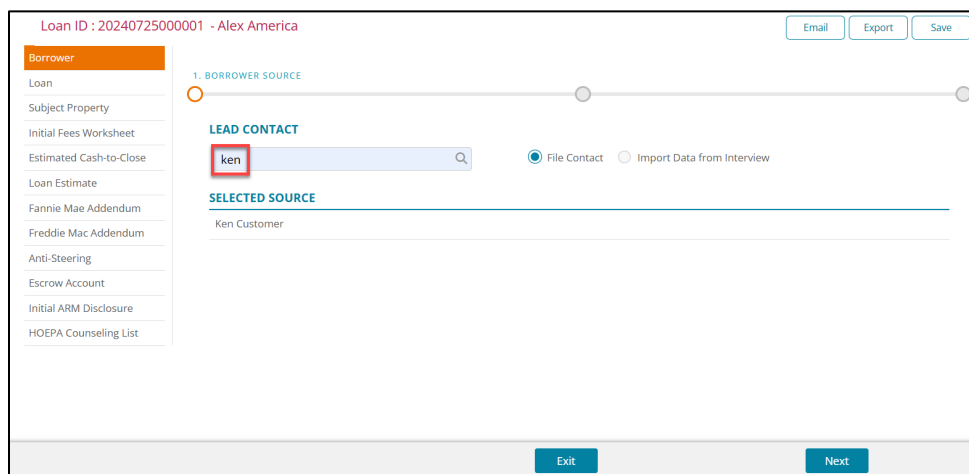 Loan ID : 20240725000001 - Alex America
Email
Export
Save
Borrower
Loan
Subject Property
Initial Fees Worksheet
Estimated Cash-to-Close
Loan Estimate
Fannie Mae Addendum
Freddie Mac Addendum
Anti-Steering
Escrow Account
Initial ARM Disclosure
HOEPA Counseling List
1. BORROWER SOURCE
LEAD CONTACT
ken
File Contact
Import Data from Interview
SELECTED SOURCE
Ken Customer
Exit
Next